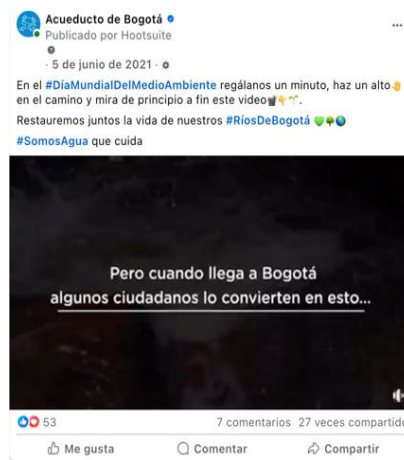 Acueducto de Bogotá
Publicado por Hootsuite
· 5 de junio de 2021 ·
En el #DíaMundialDelMedioAmbiente regálanos un minuto, haz un alto✋
en el camino y mira de principio a fin este video📹👇🌱.
Restauremos juntos la vida de nuestros #RíosDeBogotá 💚🌳🌎
#SomosAgua que cuida
Pero cuando llega a Bogotá
algunos ciudadanos lo convierten en esto...
53
7 comentarios 27 veces compartido
Me gusta
Comentar
Compartir